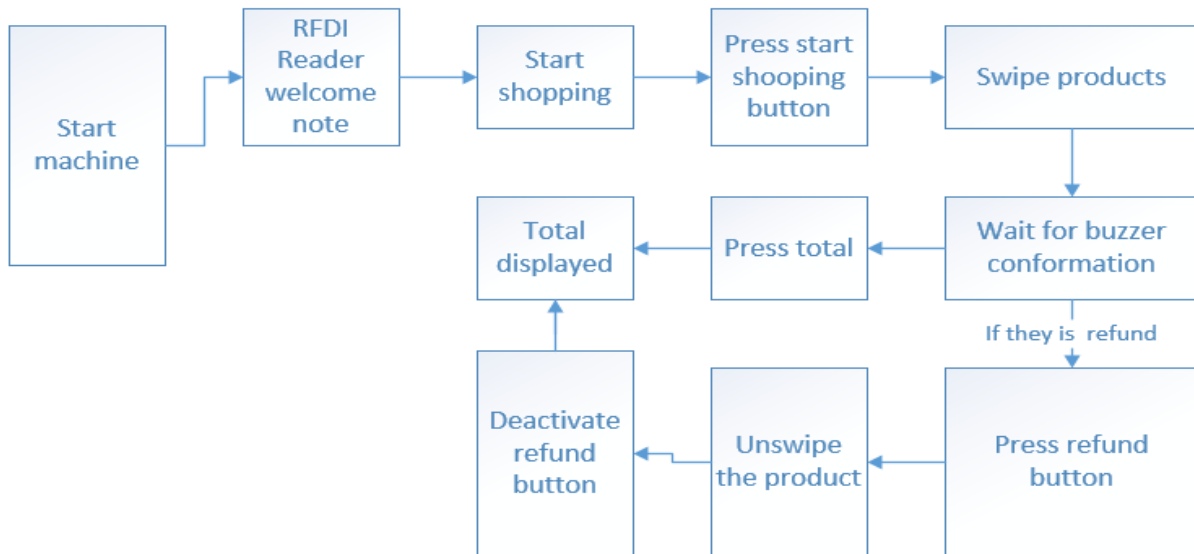 Start
machine
RFDI
Reader
welcome
note
Start
shopping
Press start
shooping
button
Swipe products
Wait for buzzer
conformation
Press total
Total
displayed
If they is refund
Press refund
button
Unswipe
the product
Deactivate
refund
button